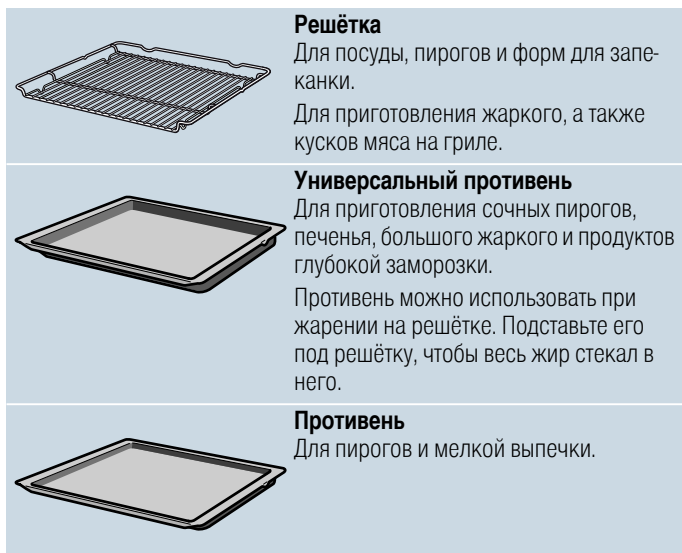 Решётка
Для посуды, пирогов и форм для запе-
канки.
Для приготовления жаркого, а также
кусков мяса на гриле.
Универсальный противень
Для приготовления сочных пирогов,
печенья, большого жаркого и продуктов
глубокой заморозки.
Противень можно использовать при
жарении на решётке. Подставьте его
под решётку, чтобы весь жир стекал в
него.
Противень
Для пирогов и мелкой выпечки.